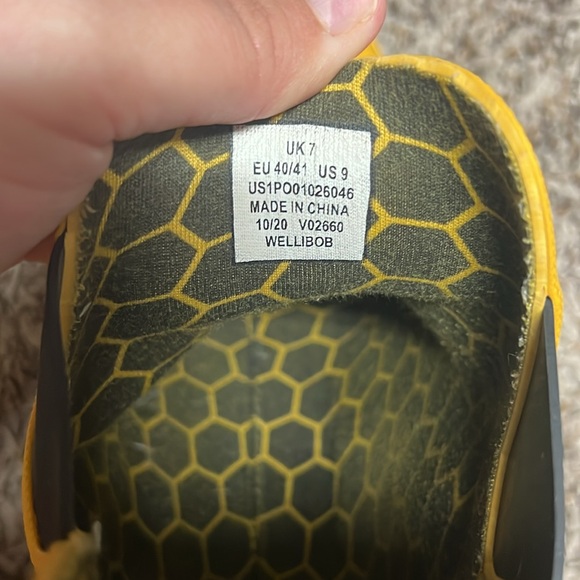 UK 7
EU 40/41 US 9
US1PO01026046
MADE IN CHINA
10/20 V02660
WELLIBOB